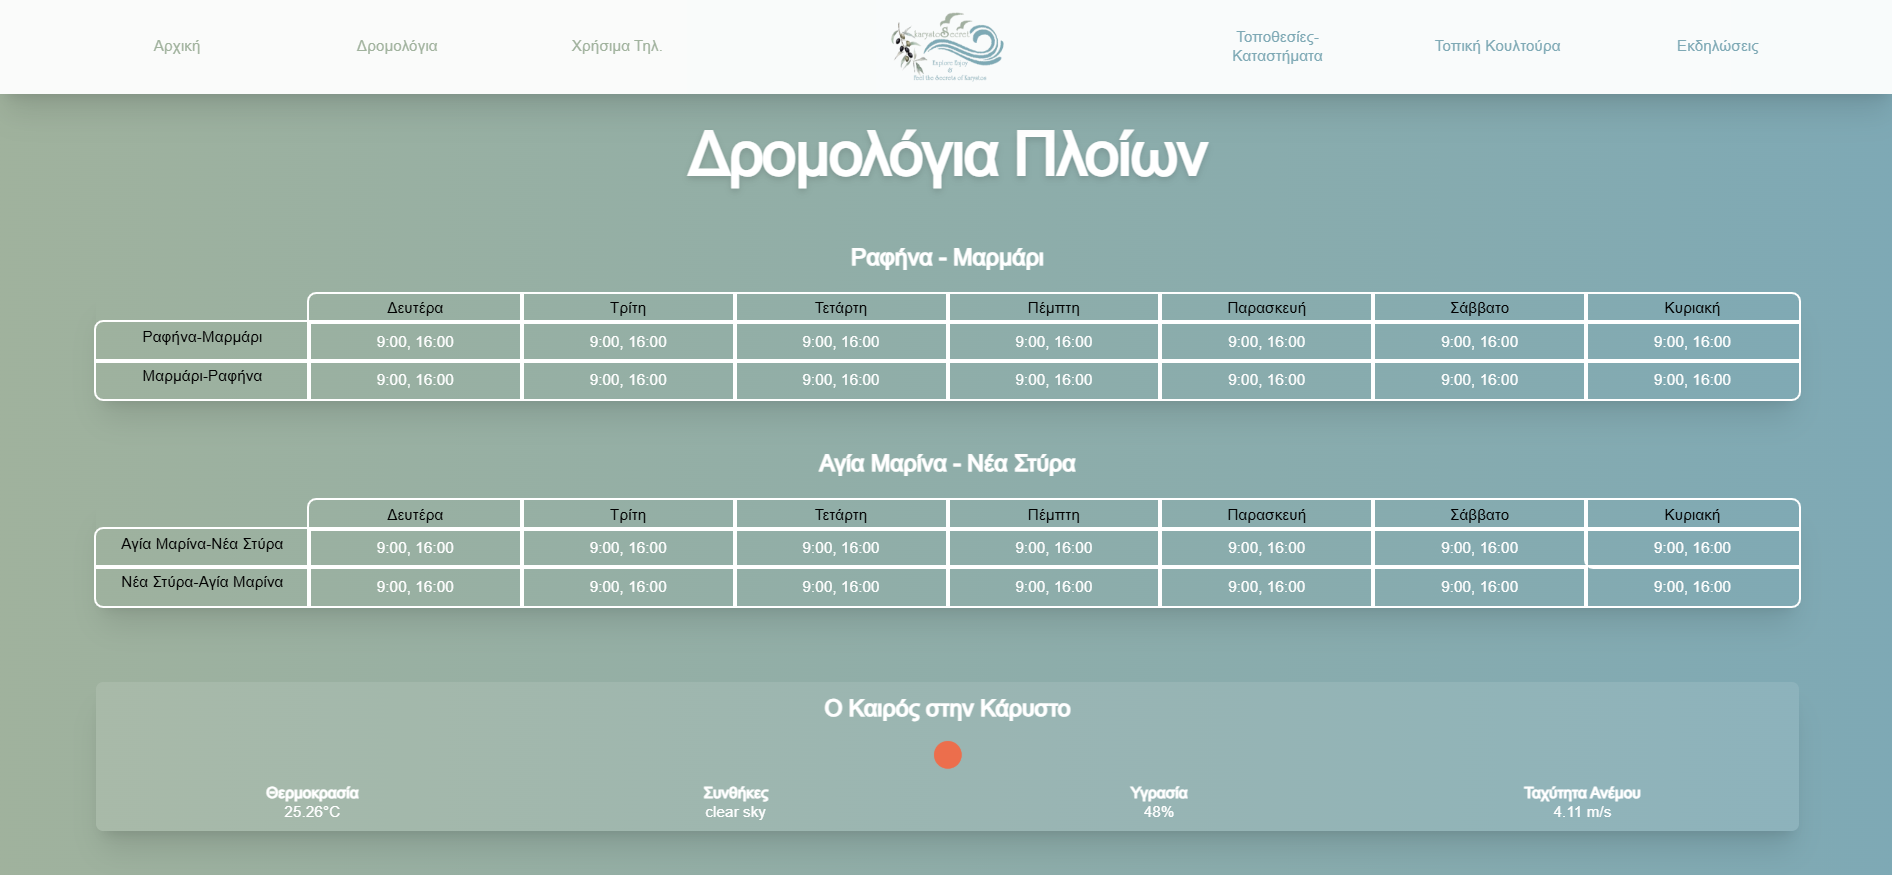 Αρχική
Δρομολόγια
Χρήσιμα Τηλ.
Explore Enjoy
&
Feel the Secrets of Karystos
Τοποθεσίες-
Καταστήματα
Τοπική Κουλτούρα
Εκδηλώσεις
Δρομολόγια Πλοίων
Ραφήνα - Μαρμάρι
Δευτέρα Τρίτη Τετάρτη Πέμπτη Παρασκευή Σάββατο Κυριακή
Ραφήνα-Μαρμάρι 9:00, 16:00 9:00, 16:00 9:00, 16:00 9:00, 16:00 9:00, 16:00 9:00, 16:00 9:00, 16:00
Μαρμάρι-Ραφήνα 9:00, 16:00 9:00, 16:00 9:00, 16:00 9:00, 16:00 9:00, 16:00 9:00, 16:00 9:00, 16:00
Αγία Μαρίνα - Νέα Στύρα
Δευτέρα Τρίτη Τετάρτη Πέμπτη Παρασκευή Σάββατο Κυριακή
Αγία Μαρίνα-Νέα Στύρα 9:00, 16:00 9:00, 16:00 9:00, 16:00 9:00, 16:00 9:00, 16:00 9:00, 16:00 9:00, 16:00
Νέα Στύρα-Αγία Μαρίνα 9:00, 16:00 9:00, 16:00 9:00, 16:00 9:00, 16:00 9:00, 16:00 9:00, 16:00 9:00, 16:00
Ο Καιρός στην Κάρυστο
Θερμοκρασία Συνθήκες Υγρασία Ταχύτητα Ανέμου
25.26°C clear sky 48% 4.11 m/s